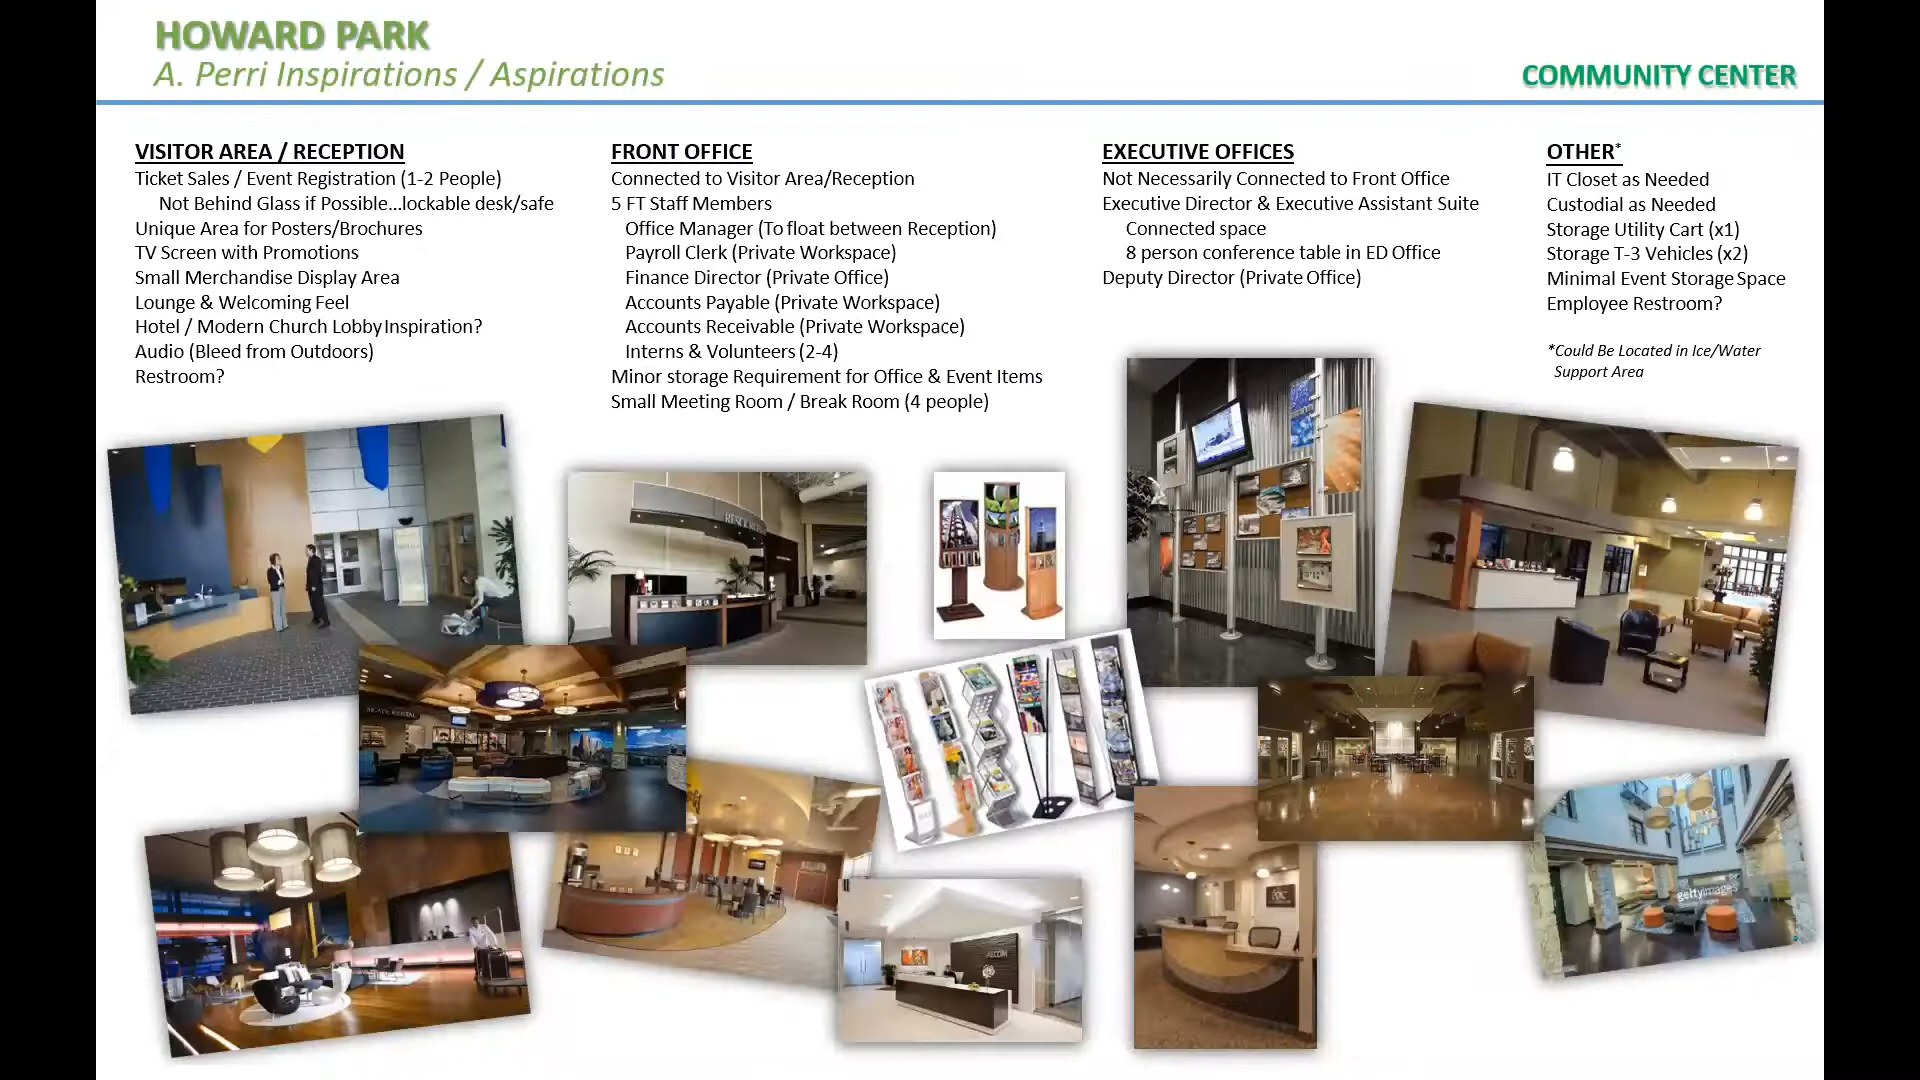 HOWARD PARK
A. Perri Inspirations / Aspirations
COMMUNITY CENTER
VISITOR AREA / RECEPTION
Ticket Sales / Event Registration (1-2 People)
Not Behind Glass if Possible...lockable desk/safe
Unique Area for Posters/Brochures
TV Screen with Promotions
Small Merchandise Display Area
Lounge & Welcoming Feel
Hotel / Modern Church Lobby Inspiration?
Audio (Bleed from Outdoors)
Restroom?
FRONT OFFICE
Connected to Visitor Area/Reception
5 FT Staff Members
Office Manager (To float between Reception)
Payroll Clerk (Private Workspace)
Finance Director (Private Office)
Accounts Payable (Private Workspace)
Accounts Receivable (Private Workspace)
Interns & Volunteers (2-4)
Minor storage Requirement for Office & Event Items
Small Meeting Room / Break Room (4 people)
EXECUTIVE OFFICES
Not Necessarily Connected to Front Office
Executive Director & Executive Assistant Suite
Connected space
8 person conference table in ED Office
Deputy Director (Private Office)
OTHER*
IT Closet as Needed
Custodial as Needed
Storage Utility Cart (x1)
Storage T-3 Vehicles (x2)
Minimal Event Storage Space
Employee Restroom?
*Could Be Located in Ice/Water
Support Area
SKATE RENTAL
AECOM
gettyimages